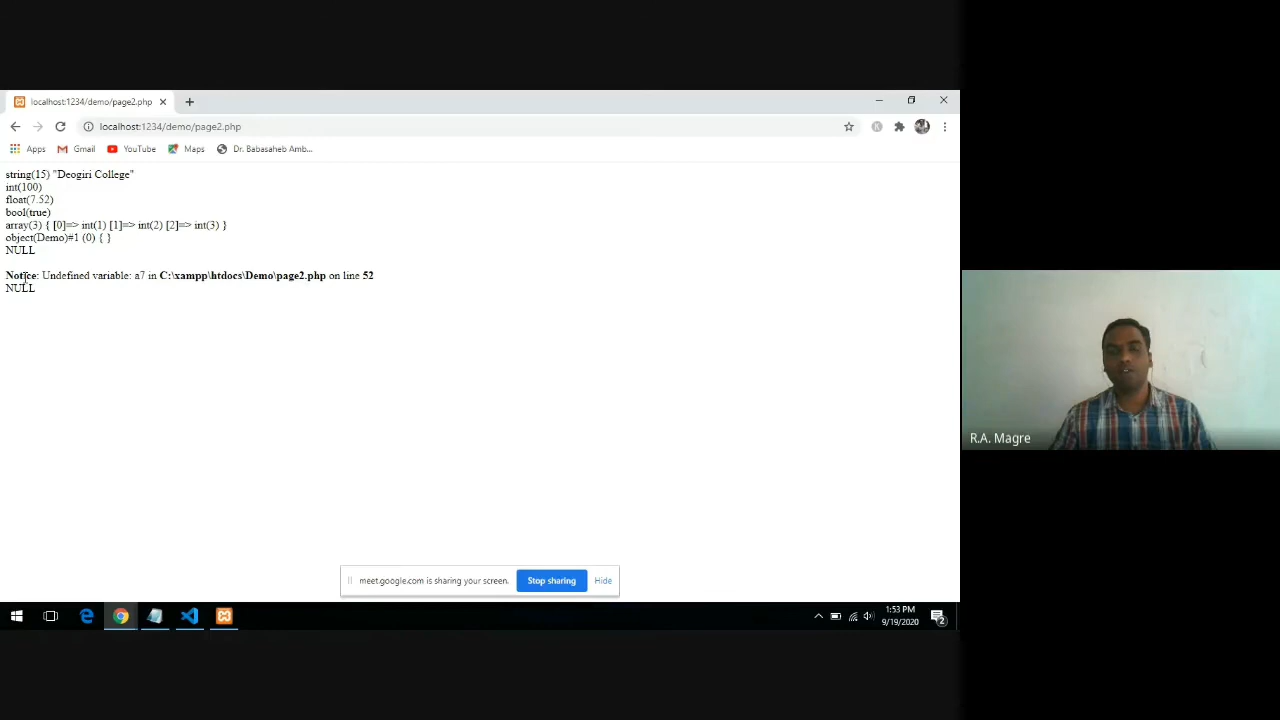 localhost:1234/demo/page2.php
localhost:1234/demo/page2.php
Apps Gmail YouTube Maps Dr. Babasaheb Amb...
string(15) "Deogiri College"
int(100)
float(7.52)
bool(true)
array(3) { [0]=> int(1) [1]=> int(2) [2]=> int(3) }
object(Demo)#1 (0) { }
NULL
Notice: Undefined variable: a7 in C:\xampp\htdocs\Demo\page2.php on line 52
NULL
R.A. Magre
meet.google.com is sharing your screen. Stop sharing Hide
1:53 PM
9/19/2020
2